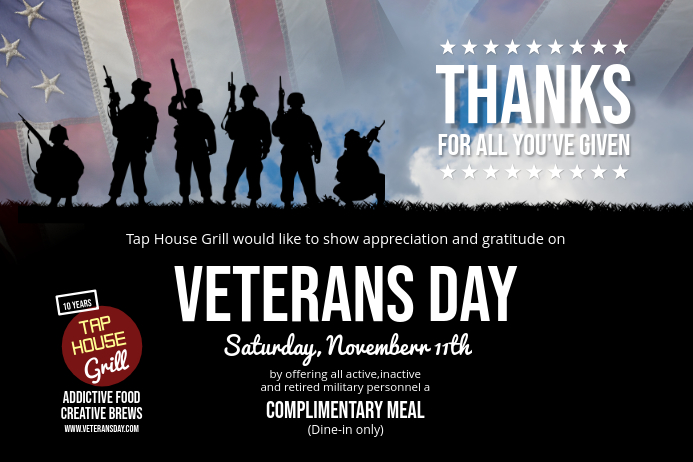 THANKS
FOR ALL YOU'VE GIVEN
Tap House Grill would like to show appreciation and gratitude on
VETERANS DAY
Saturday, Novemberr 11th
by offering all active,inactive
and retired military personnel a
COMPLIMENTARY MEAL
(Dine-in only)
10 YEARS
TAP
HOUSE
Grill
ADDICTIVE FOOD
CREATIVE BREWS
WWW.VETERANSDAY.COM